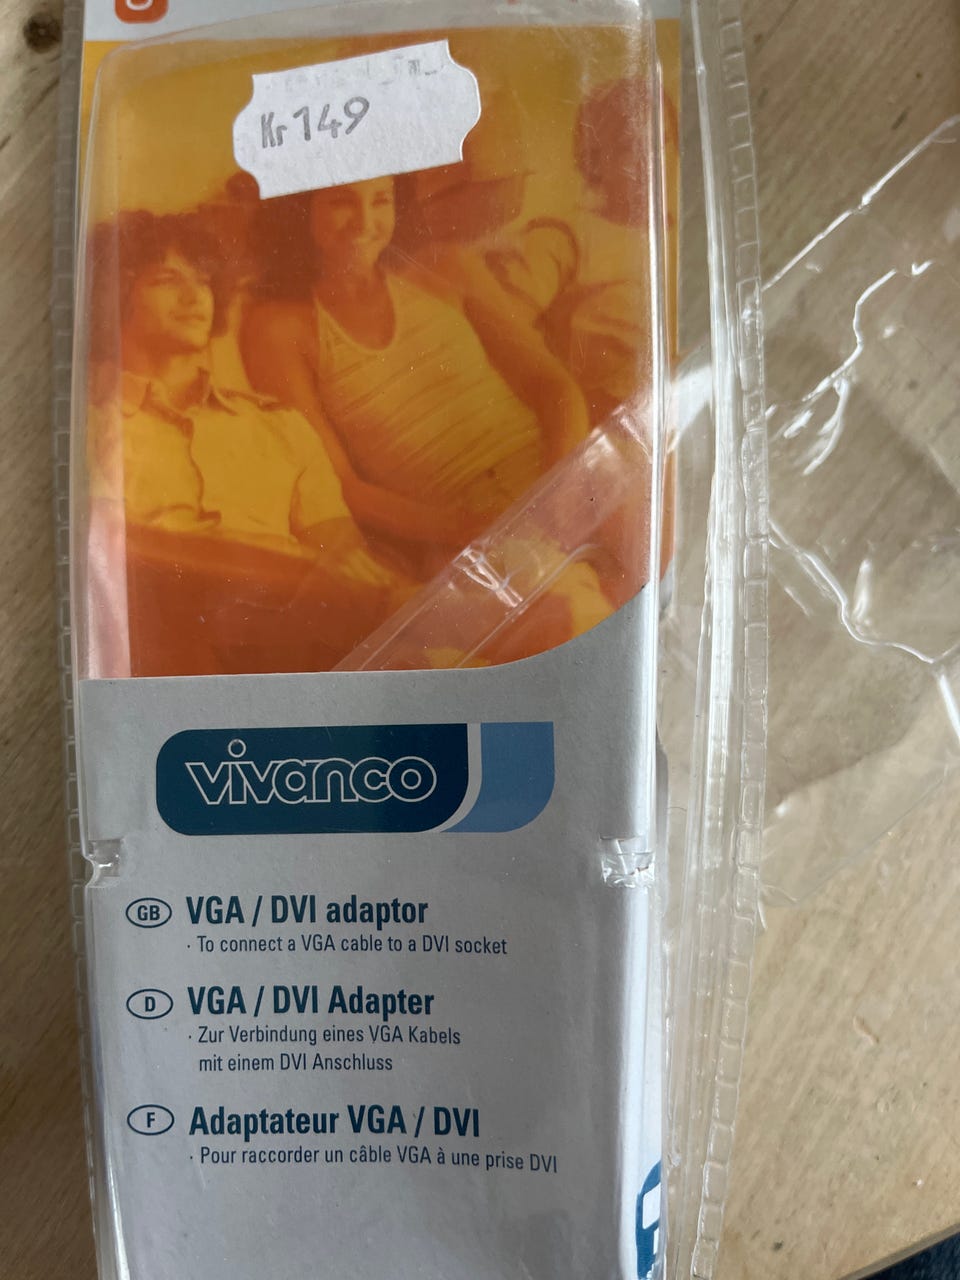 Kr 149
vivanco
GB VGA / DVI adaptor
· To connect a VGA cable to a DVI socket
D VGA / DVI Adapter
· Zur Verbindung eines VGA Kabels
mit einem DVI Anschluss
F Adaptateur VGA / DVI
· Pour raccorder un câble VGA à une prise DVI